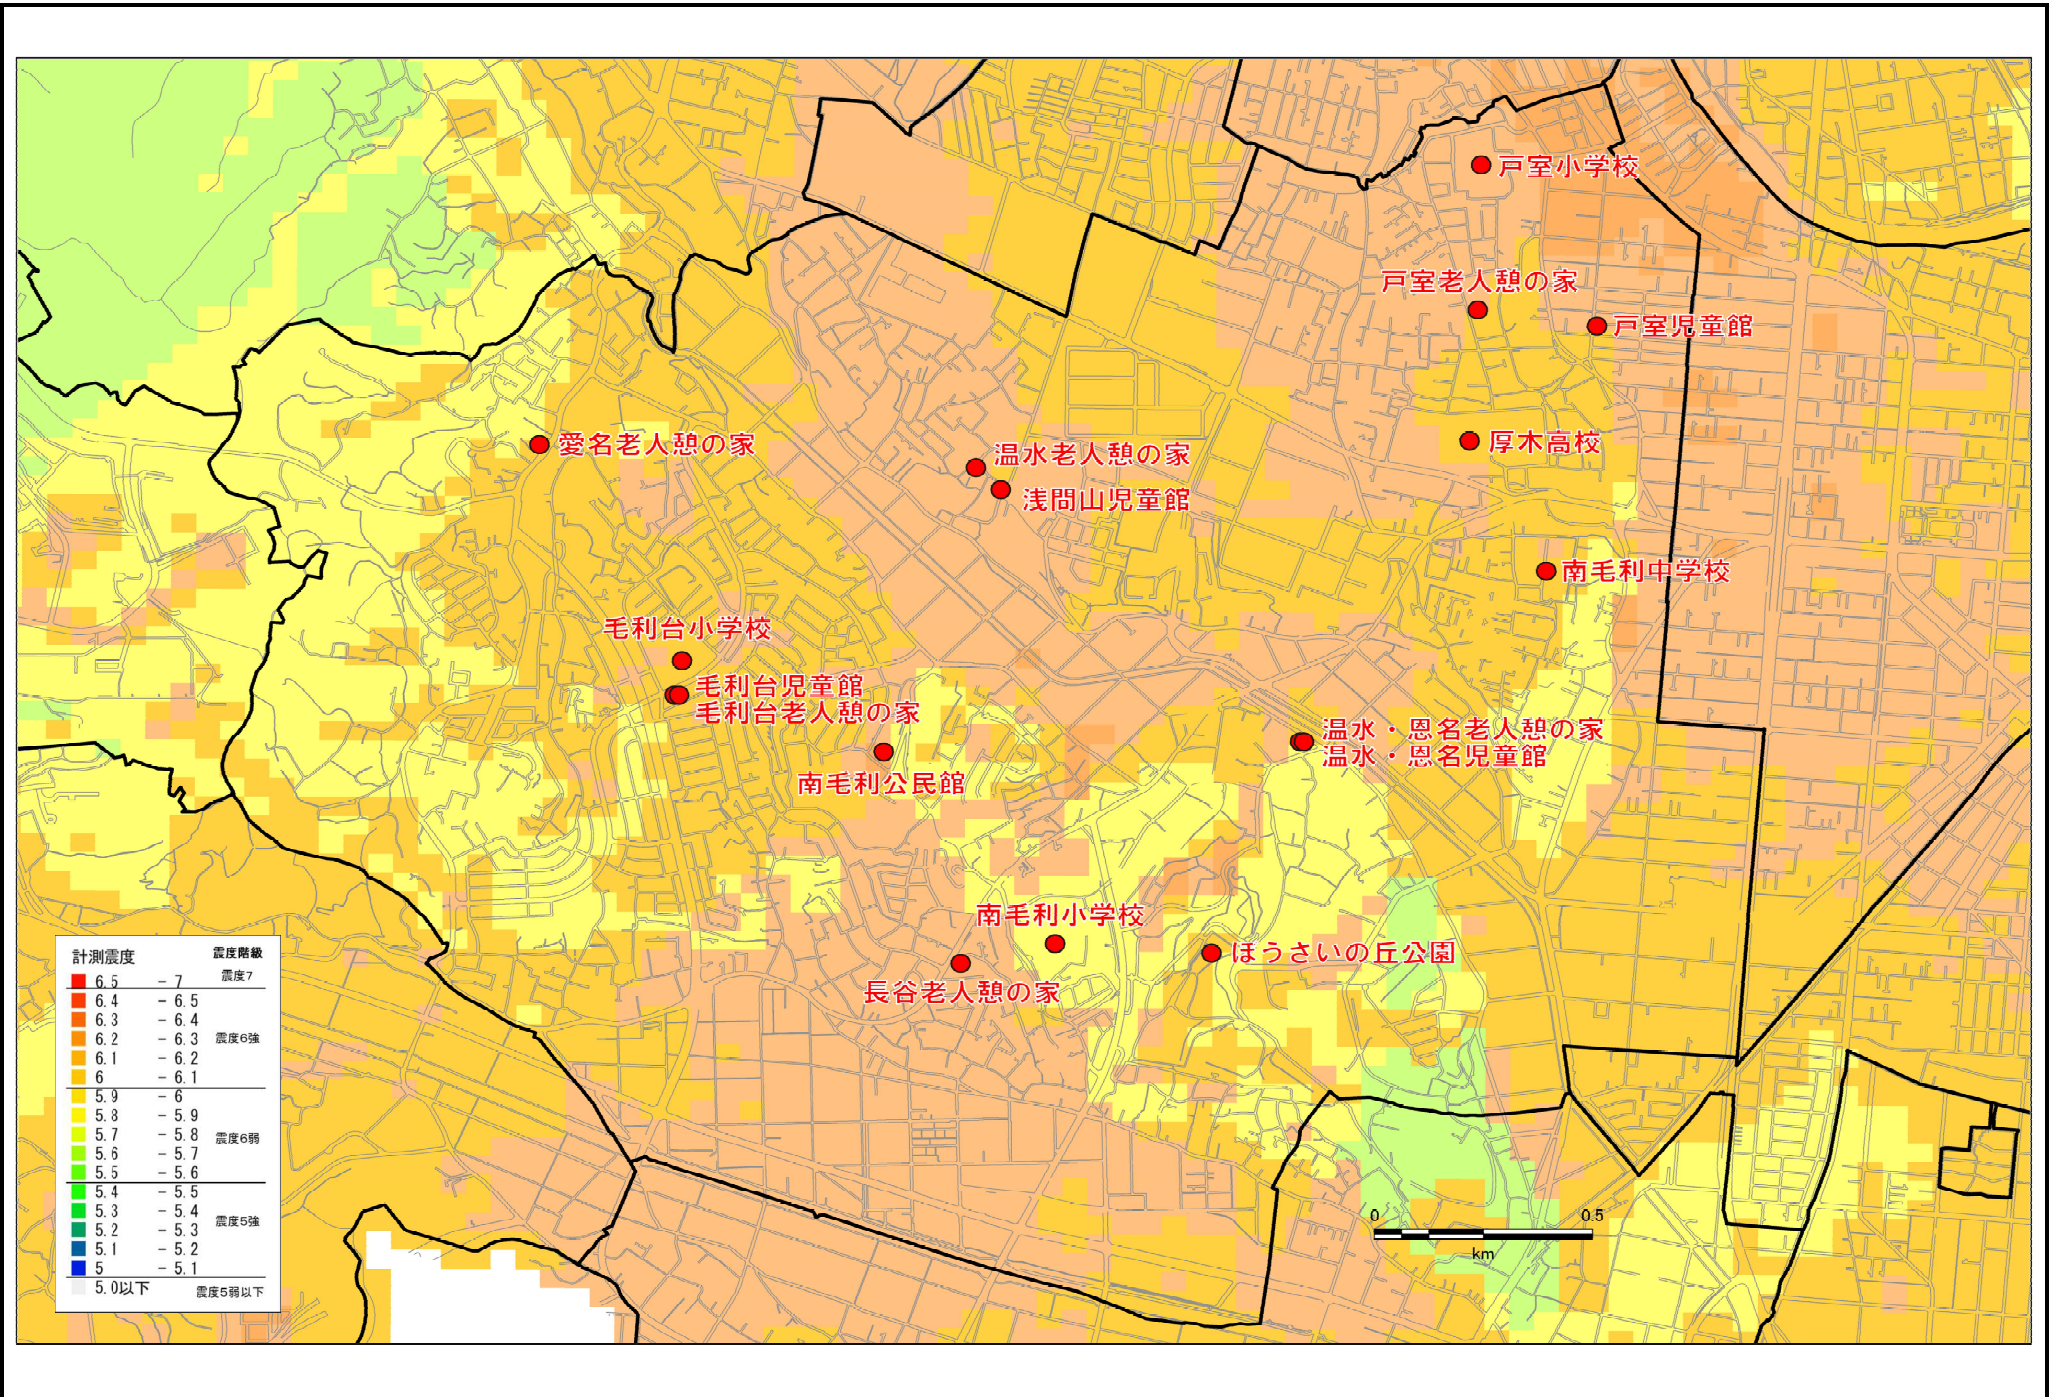 戸室小学校
戸室老人憩の家
戸室児童館
愛名老人憩の家
温水老人憩の家
厚木高校
浅間山児童館
南毛利中学校
毛利台小学校
毛利台児童館
毛利台老人憩の家
温水・恩名老人憩の家
温水・恩名児童館
南毛利公民館
南毛利小学校
ほうさいの丘公園
長谷老人憩の家
計測震度 震度階級
6.5 - 7 震度7
6.4 - 6.5
6.3 - 6.4
6.2 - 6.3 震度6強
6.1 - 6.2
6 - 6.1
5.9 - 6
5.8 - 5.9
5.7 - 5.8 震度6弱
5.6 - 5.7
5.5 - 5.6
5.4 - 5.5
5.3 - 5.4 震度5強
5.2 - 5.3
5.1 - 5.2
5 - 5.1
5.0以下 震度5弱以下
0 0.5
km